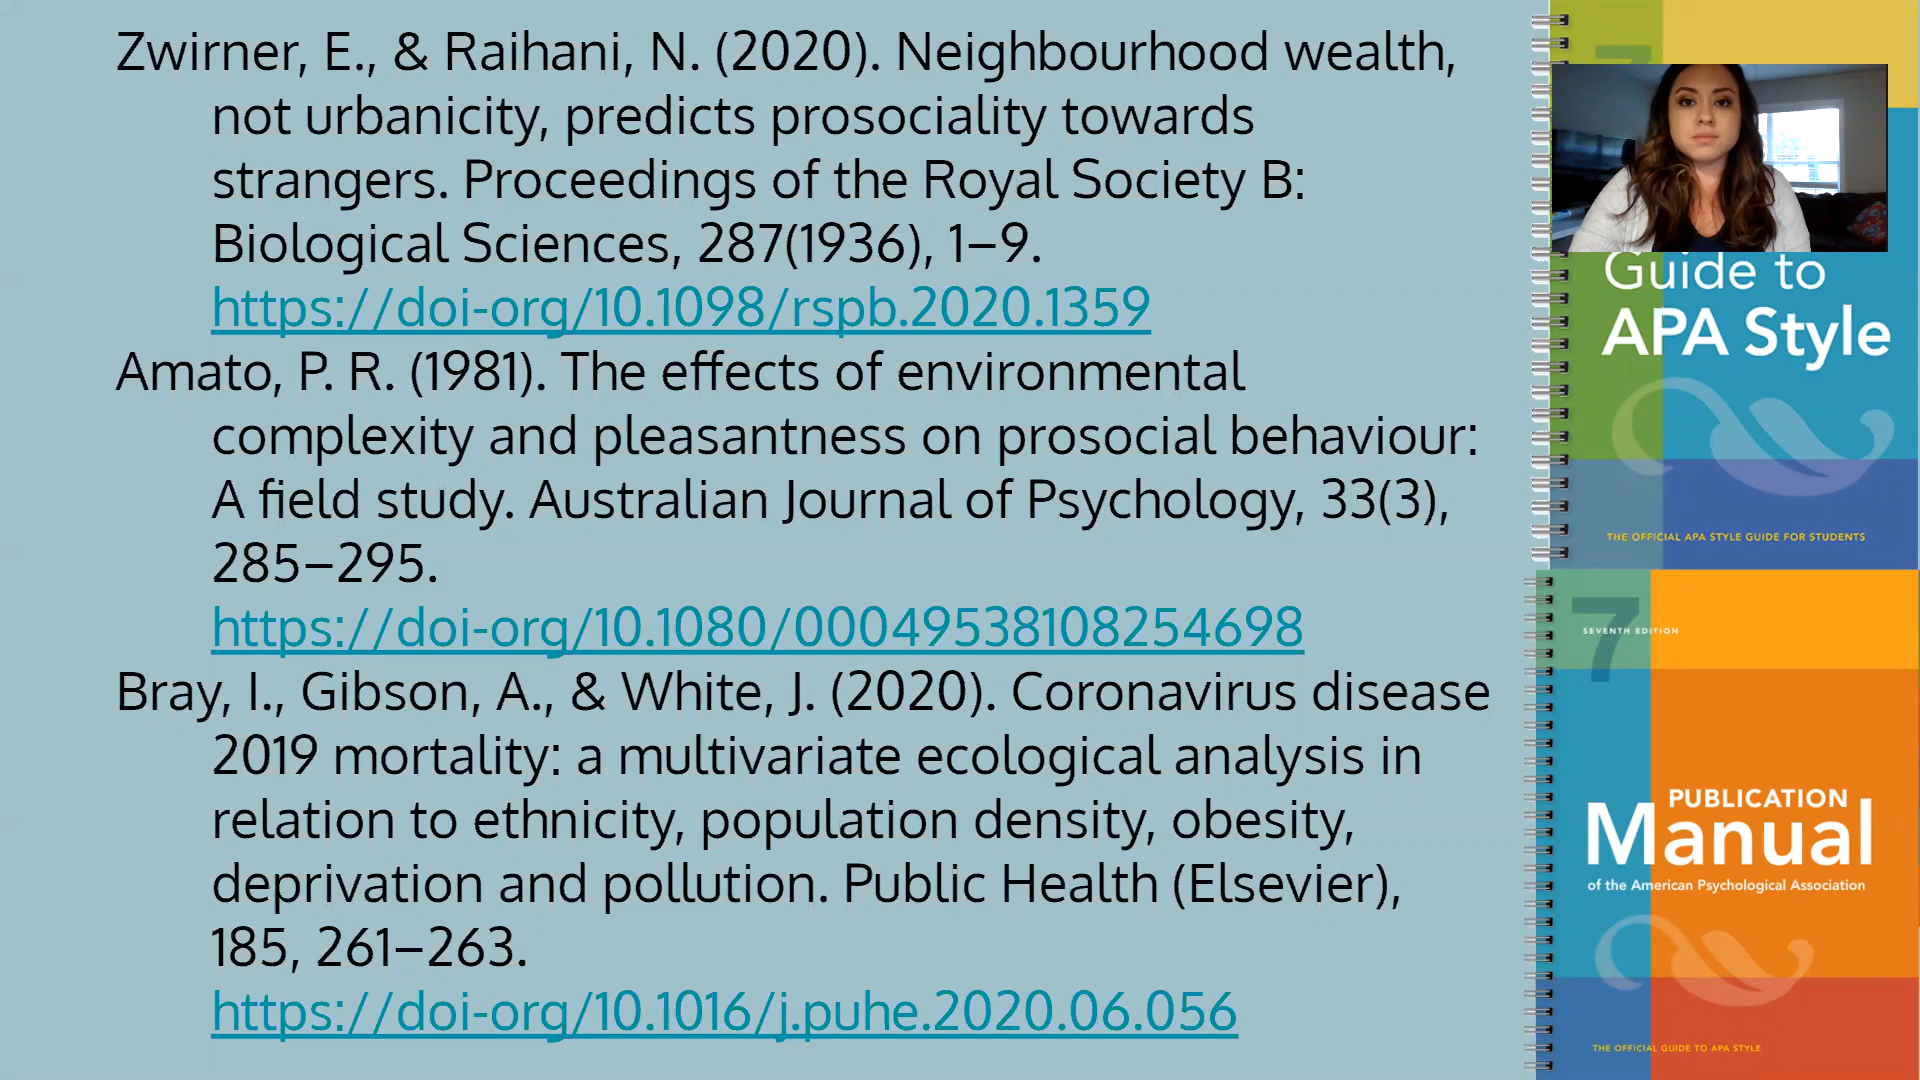 Zwirner, E., & Raihani, N. (2020). Neighbourhood wealth,
not urbanicity, predicts prosociality towards
strangers. Proceedings of the Royal Society B:
Biological Sciences, 287(1936), 1–9.
https://doi-org/10.1098/rspb.2020.1359
Amato, P. R. (1981). The effects of environmental
complexity and pleasantness on prosocial behaviour:
A field study. Australian Journal of Psychology, 33(3),
285–295.
https://doi-org/10.1080/00049538108254698
Bray, I., Gibson, A., & White, J. (2020). Coronavirus disease
2019 mortality: a multivariate ecological analysis in
relation to ethnicity, population density, obesity,
deprivation and pollution. Public Health (Elsevier),
185, 261–263.
https://doi-org/10.1016/j.puhe.2020.06.056
Guide to
APA Style
THE OFFICIAL APA STYLE GUIDE FOR STUDENTS
7
SEVENTH EDITION
PUBLICATION
Manual
of the American Psychological Association
THE OFFICIAL GUIDE TO APA STYLE